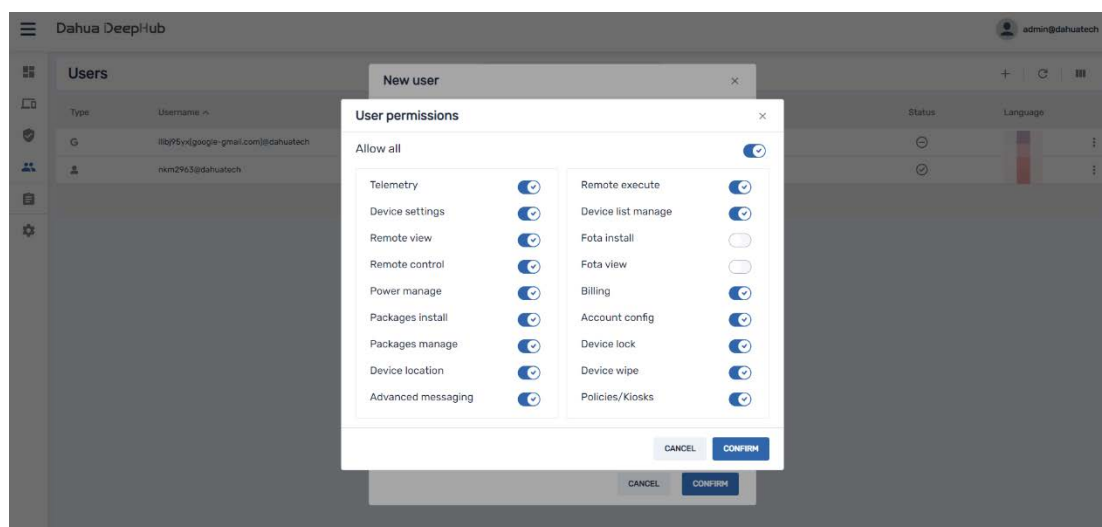 Dahua DeepHub
admin@dahuatech
Users
Type
Username
Status
Language
G
nkm2963@dahuatech
New user
User permissions
Allow all
Telemetry
Remote execute
Device settings
Device list manage
Remote view
Fota install
Remote control
Fota view
Power manage
Billing
Packages install
Account config
Packages manage
Device lock
Device location
Device wipe
Advanced messaging
Policies/Kiosks
CANCEL
CONFIRM
CANCEL
CONFIRM